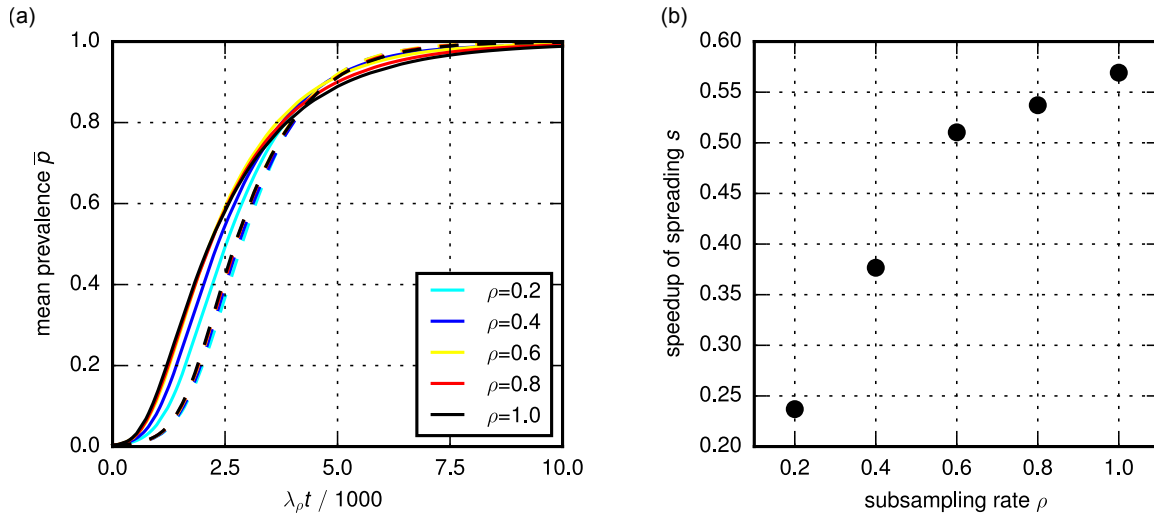 (a)
mean prevalence p̅
1.0
0.8
0.6
0.4
0.2
0.0
0.0 2.5 5.0 7.5 10.0
λρt / 1000
ρ=0.2
ρ=0.4
ρ=0.6
ρ=0.8
ρ=1.0
(b)
speedup of spreading s
0.60
0.55
0.50
0.45
0.40
0.35
0.30
0.25
0.20
0.2 0.4 0.6 0.8 1.0
subsampling rate ρ